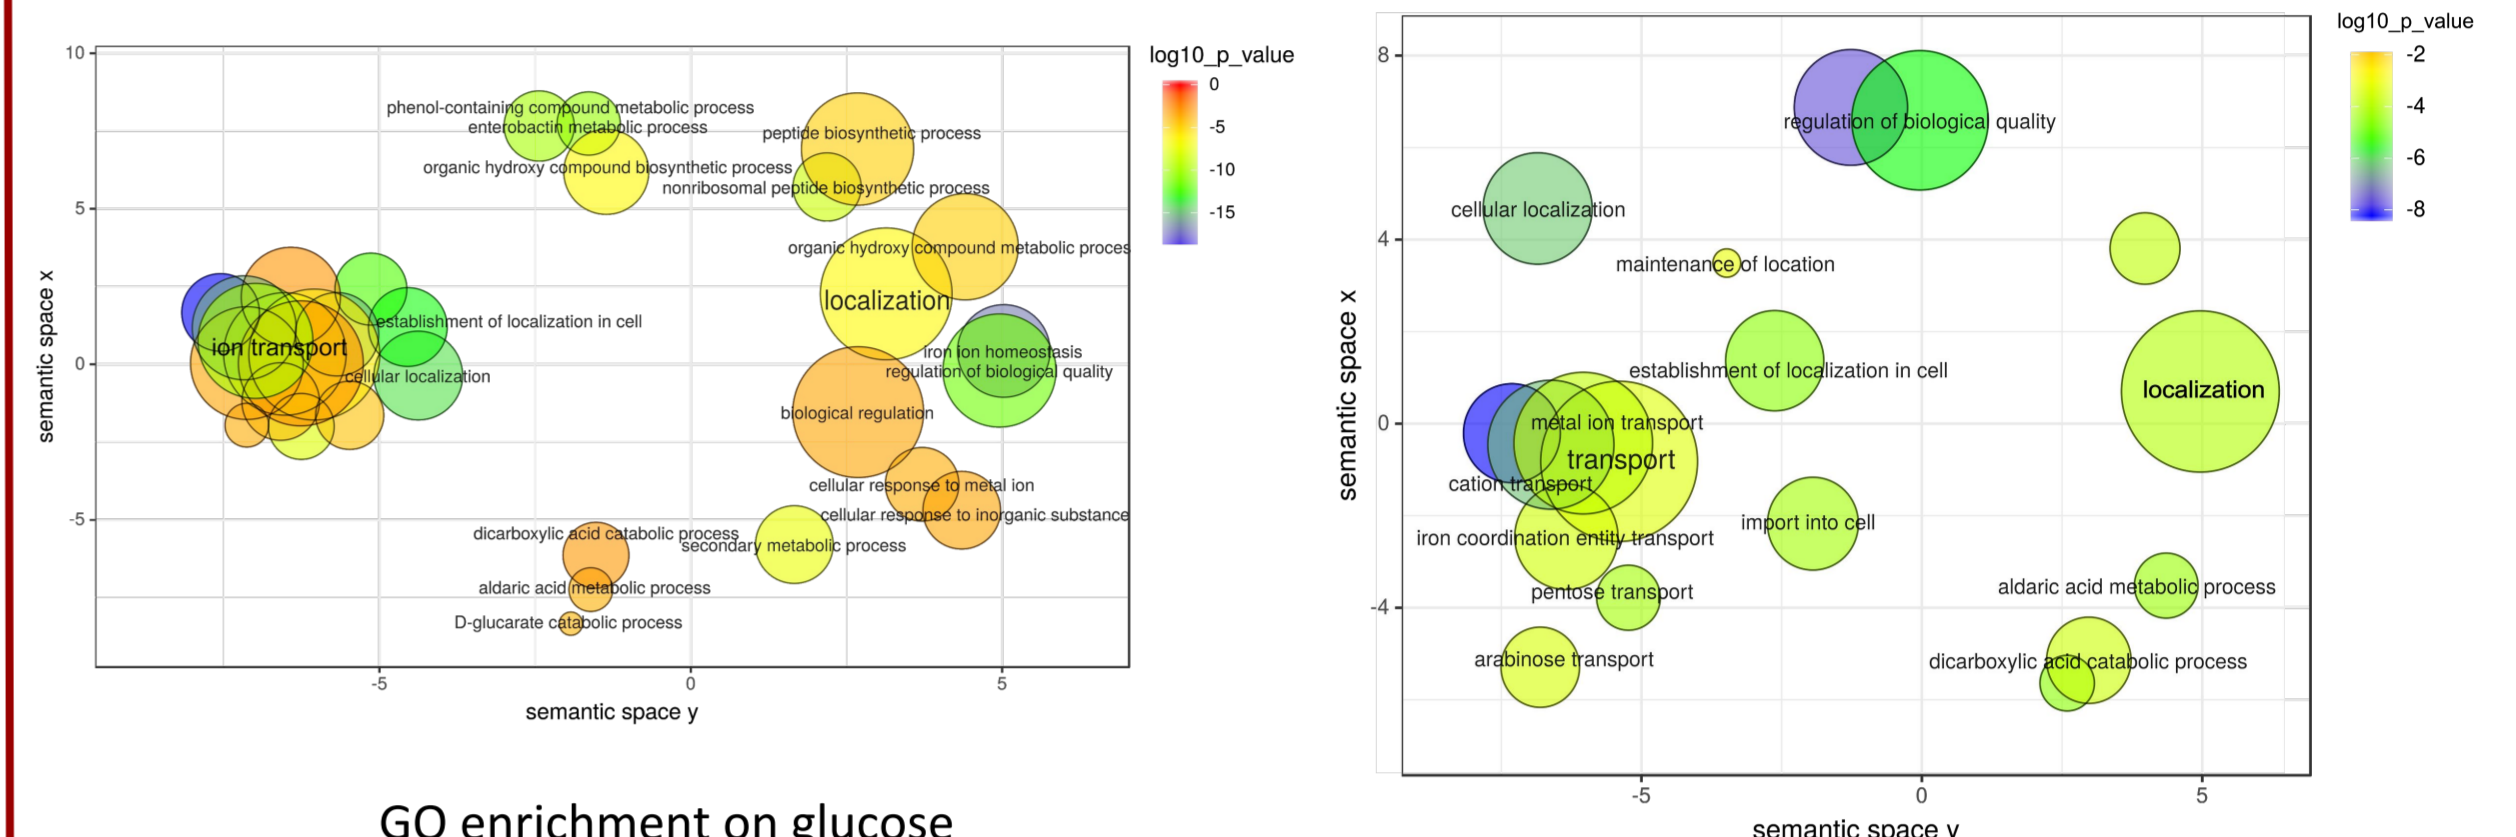 10
5
0
-5
semantic space x
phenol-containing compound metabolic process
enterobactin metabolic process
organic hydroxy compound biosynthetic process
peptide biosynthetic process
nonribosomal peptide biosynthetic process
organic hydroxy compound metabolic proces
localization
establishment of localization in cell
ion transport
iron ion homeostasis
regulation of biological quality
cellular localization
biological regulation
cellular response to metal ion
cellular response to inorganic substance
dicarboxylic acid catabolic process
secondary metabolic process
aldaric acid metabolic process
D-glucarate catabolic process
-5
0
5
semantic space y
log10_p_value
0
-5
-10
-15
GO enrichment on glucose
8
4
0
-4
semantic space x
regulation of biological quality
cellular localization
maintenance of location
establishment of localization in cell
localization
metal ion transport
transport
cation transport
import into cell
iron coordination entity transport
pentose transport
aldaric acid metabolic process
arabinose transport
dicarboxylic acid catabolic process
-5
0
5
semantic space y
log10_p_value
-2
-4
-6
-8